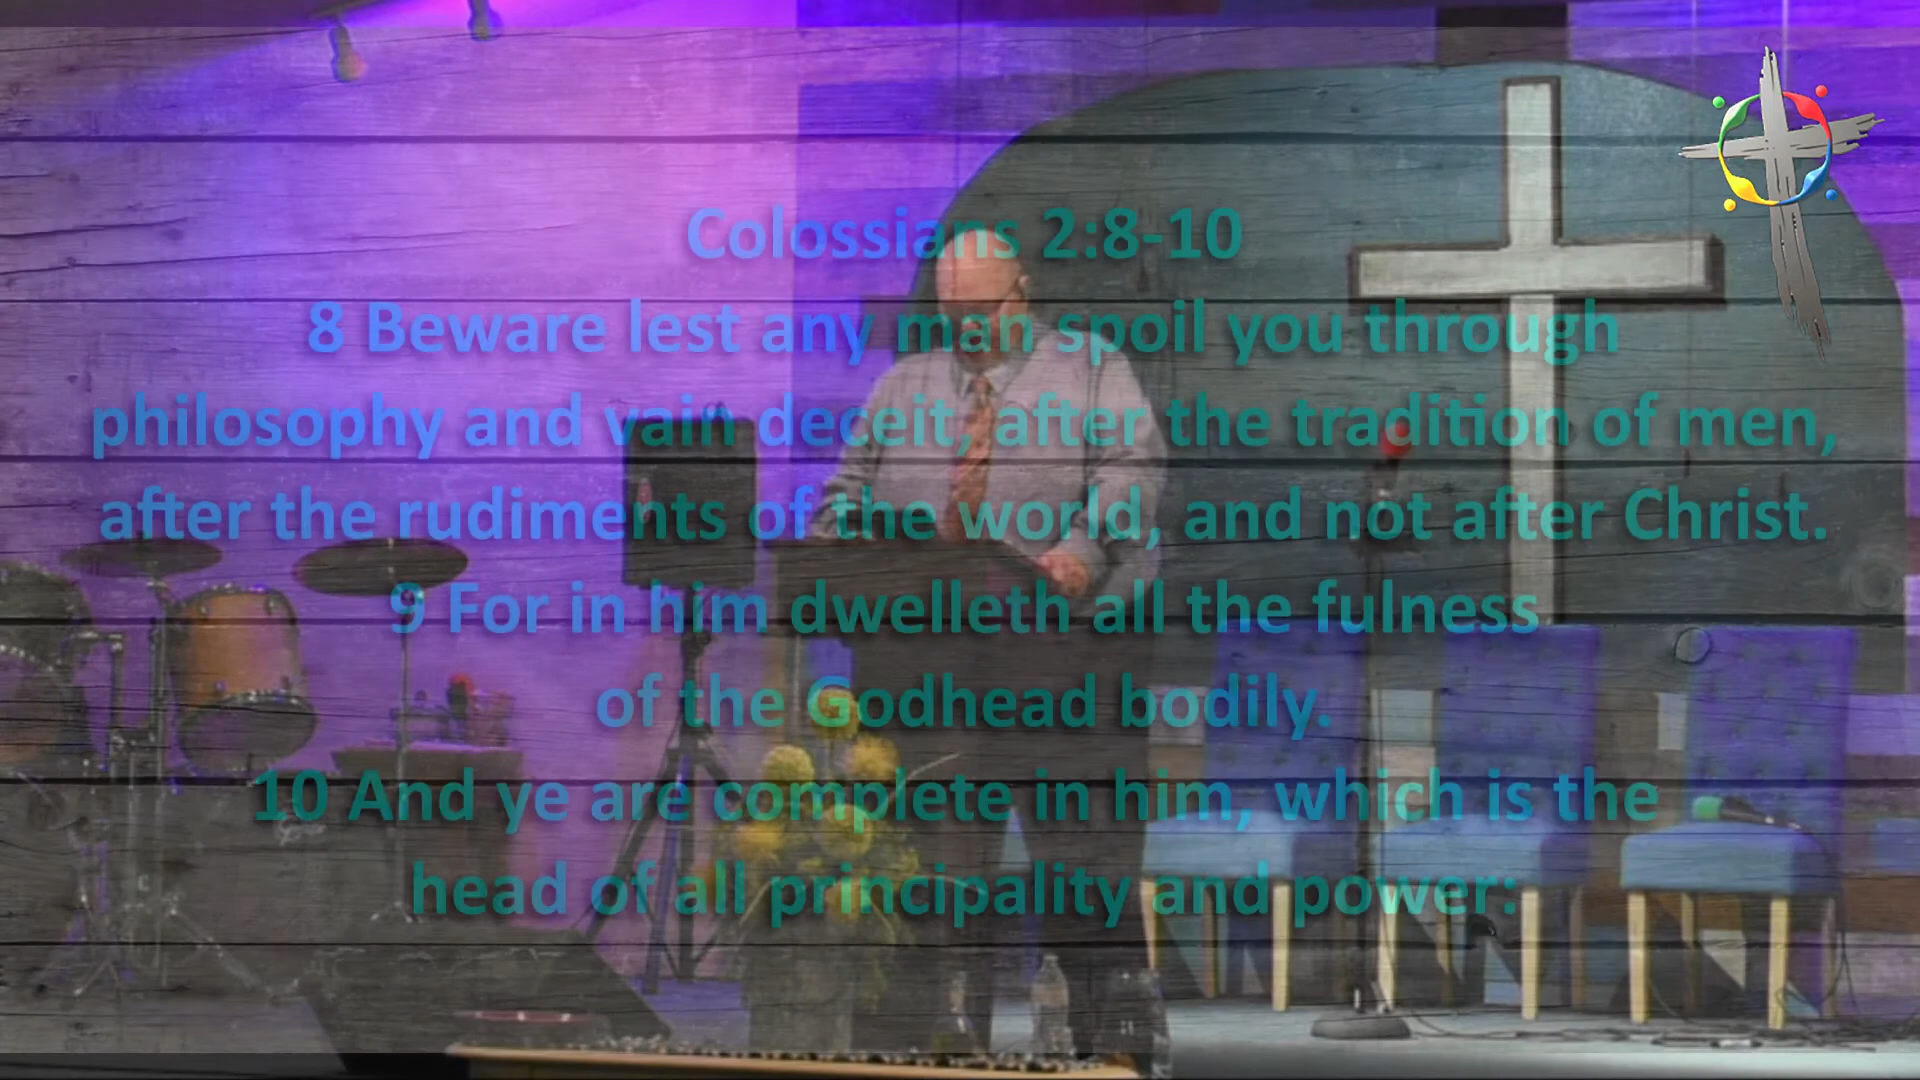 Colossians 2:8-10
8 Beware lest any man spoil you through
philosophy and vain deceit, after the tradition of men,
after the rudiments of the world, and not after Christ.
9 For in him dwelleth all the fulness
of the Godhead bodily.
10 And ye are complete in him, which is the
head of all principality and power: